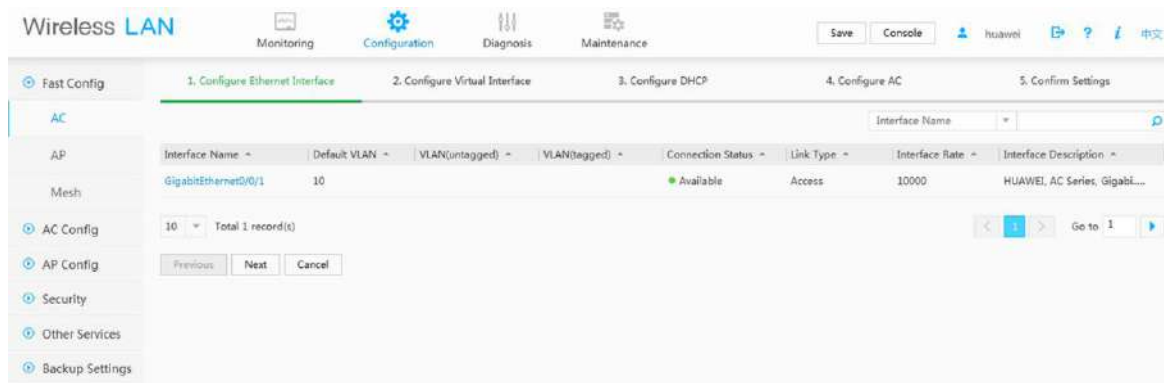 Wireless LAN
Monitoring
Configuration
Diagnosis
Maintenance
Save
Console
huawei
?
i
中文
Fast Config
AC
AP
Mesh
AC Config
AP Config
Security
Other Services
Backup Settings
1. Configure Ethernet Interface
2. Configure Virtual Interface
3. Configure DHCP
4. Configure AC
5. Confirm Settings
Interface Name
Interface Name Default VLAN VLAN(untagged) VLAN(tagged) Connection Status Link Type Interface Rate Interface Description
GigabitEthernet0/0/1 10 Available Access 10000 HUAWEI, AC Series, Gigabi....
10 Total 1 record(s)
< 1 > Go to 1
Previous Next Cancel